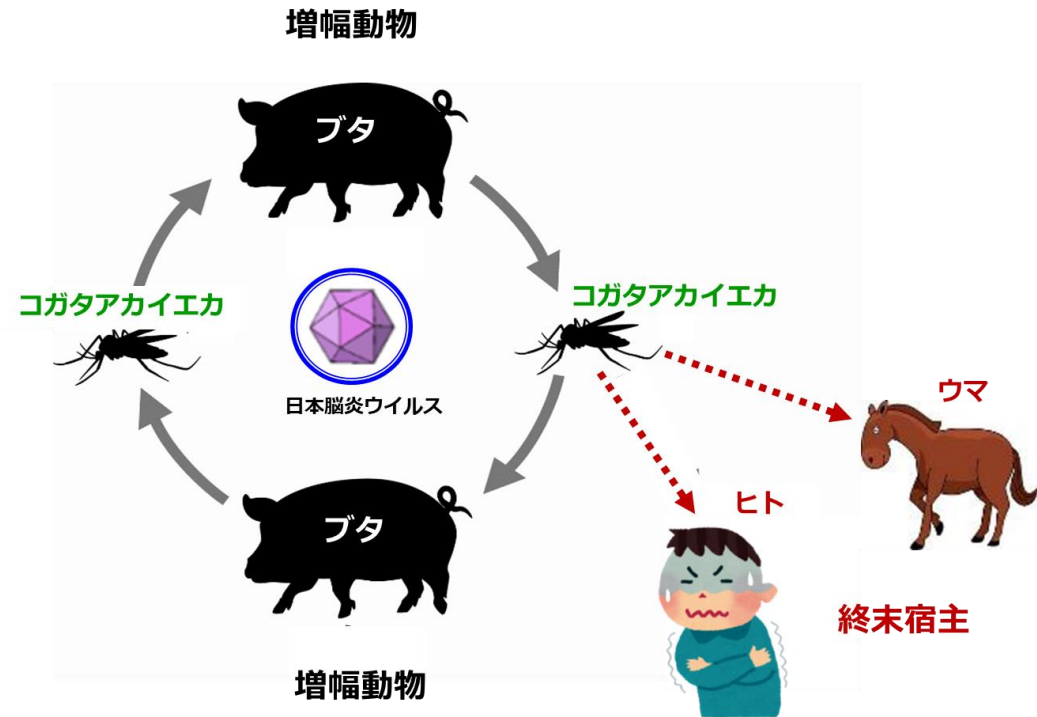 増幅動物
ブタ
コガタアカイエカ
コガタアカイエカ
日本脳炎ウイルス
ウマ
ヒト
ブタ
終末宿主
増幅動物